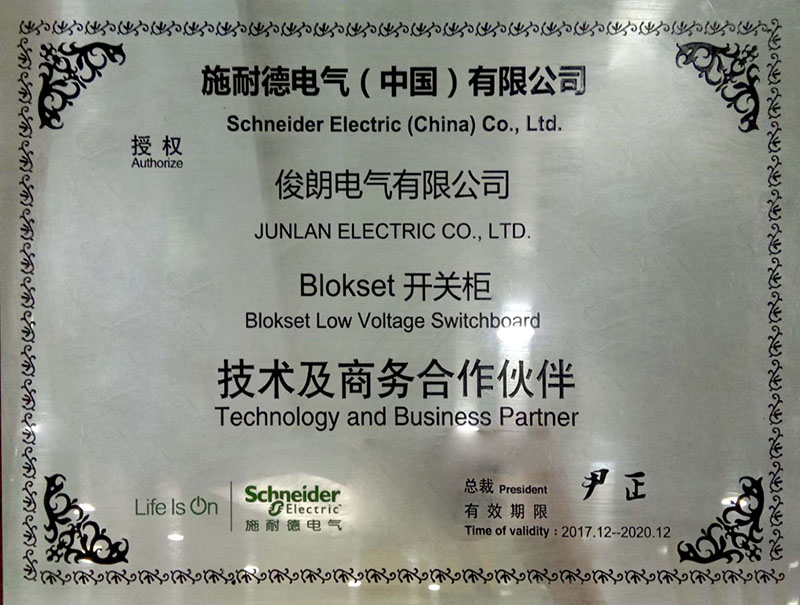 施耐德电气（中国）有限公司
Schneider Electric (China) Co., Ltd.
授 权
Authorize
俊朗电气有限公司
JUNLAN ELECTRIC CO., LTD.
Blokset 开关柜
Blokset Low Voltage Switchboard
技术及商务合作伙伴
Technology and Business Partner
Life Is On
Schneider
Electric™
施耐德电气
总裁 President 尹正
有效期限
Time of validity : 2017.12--2020.12